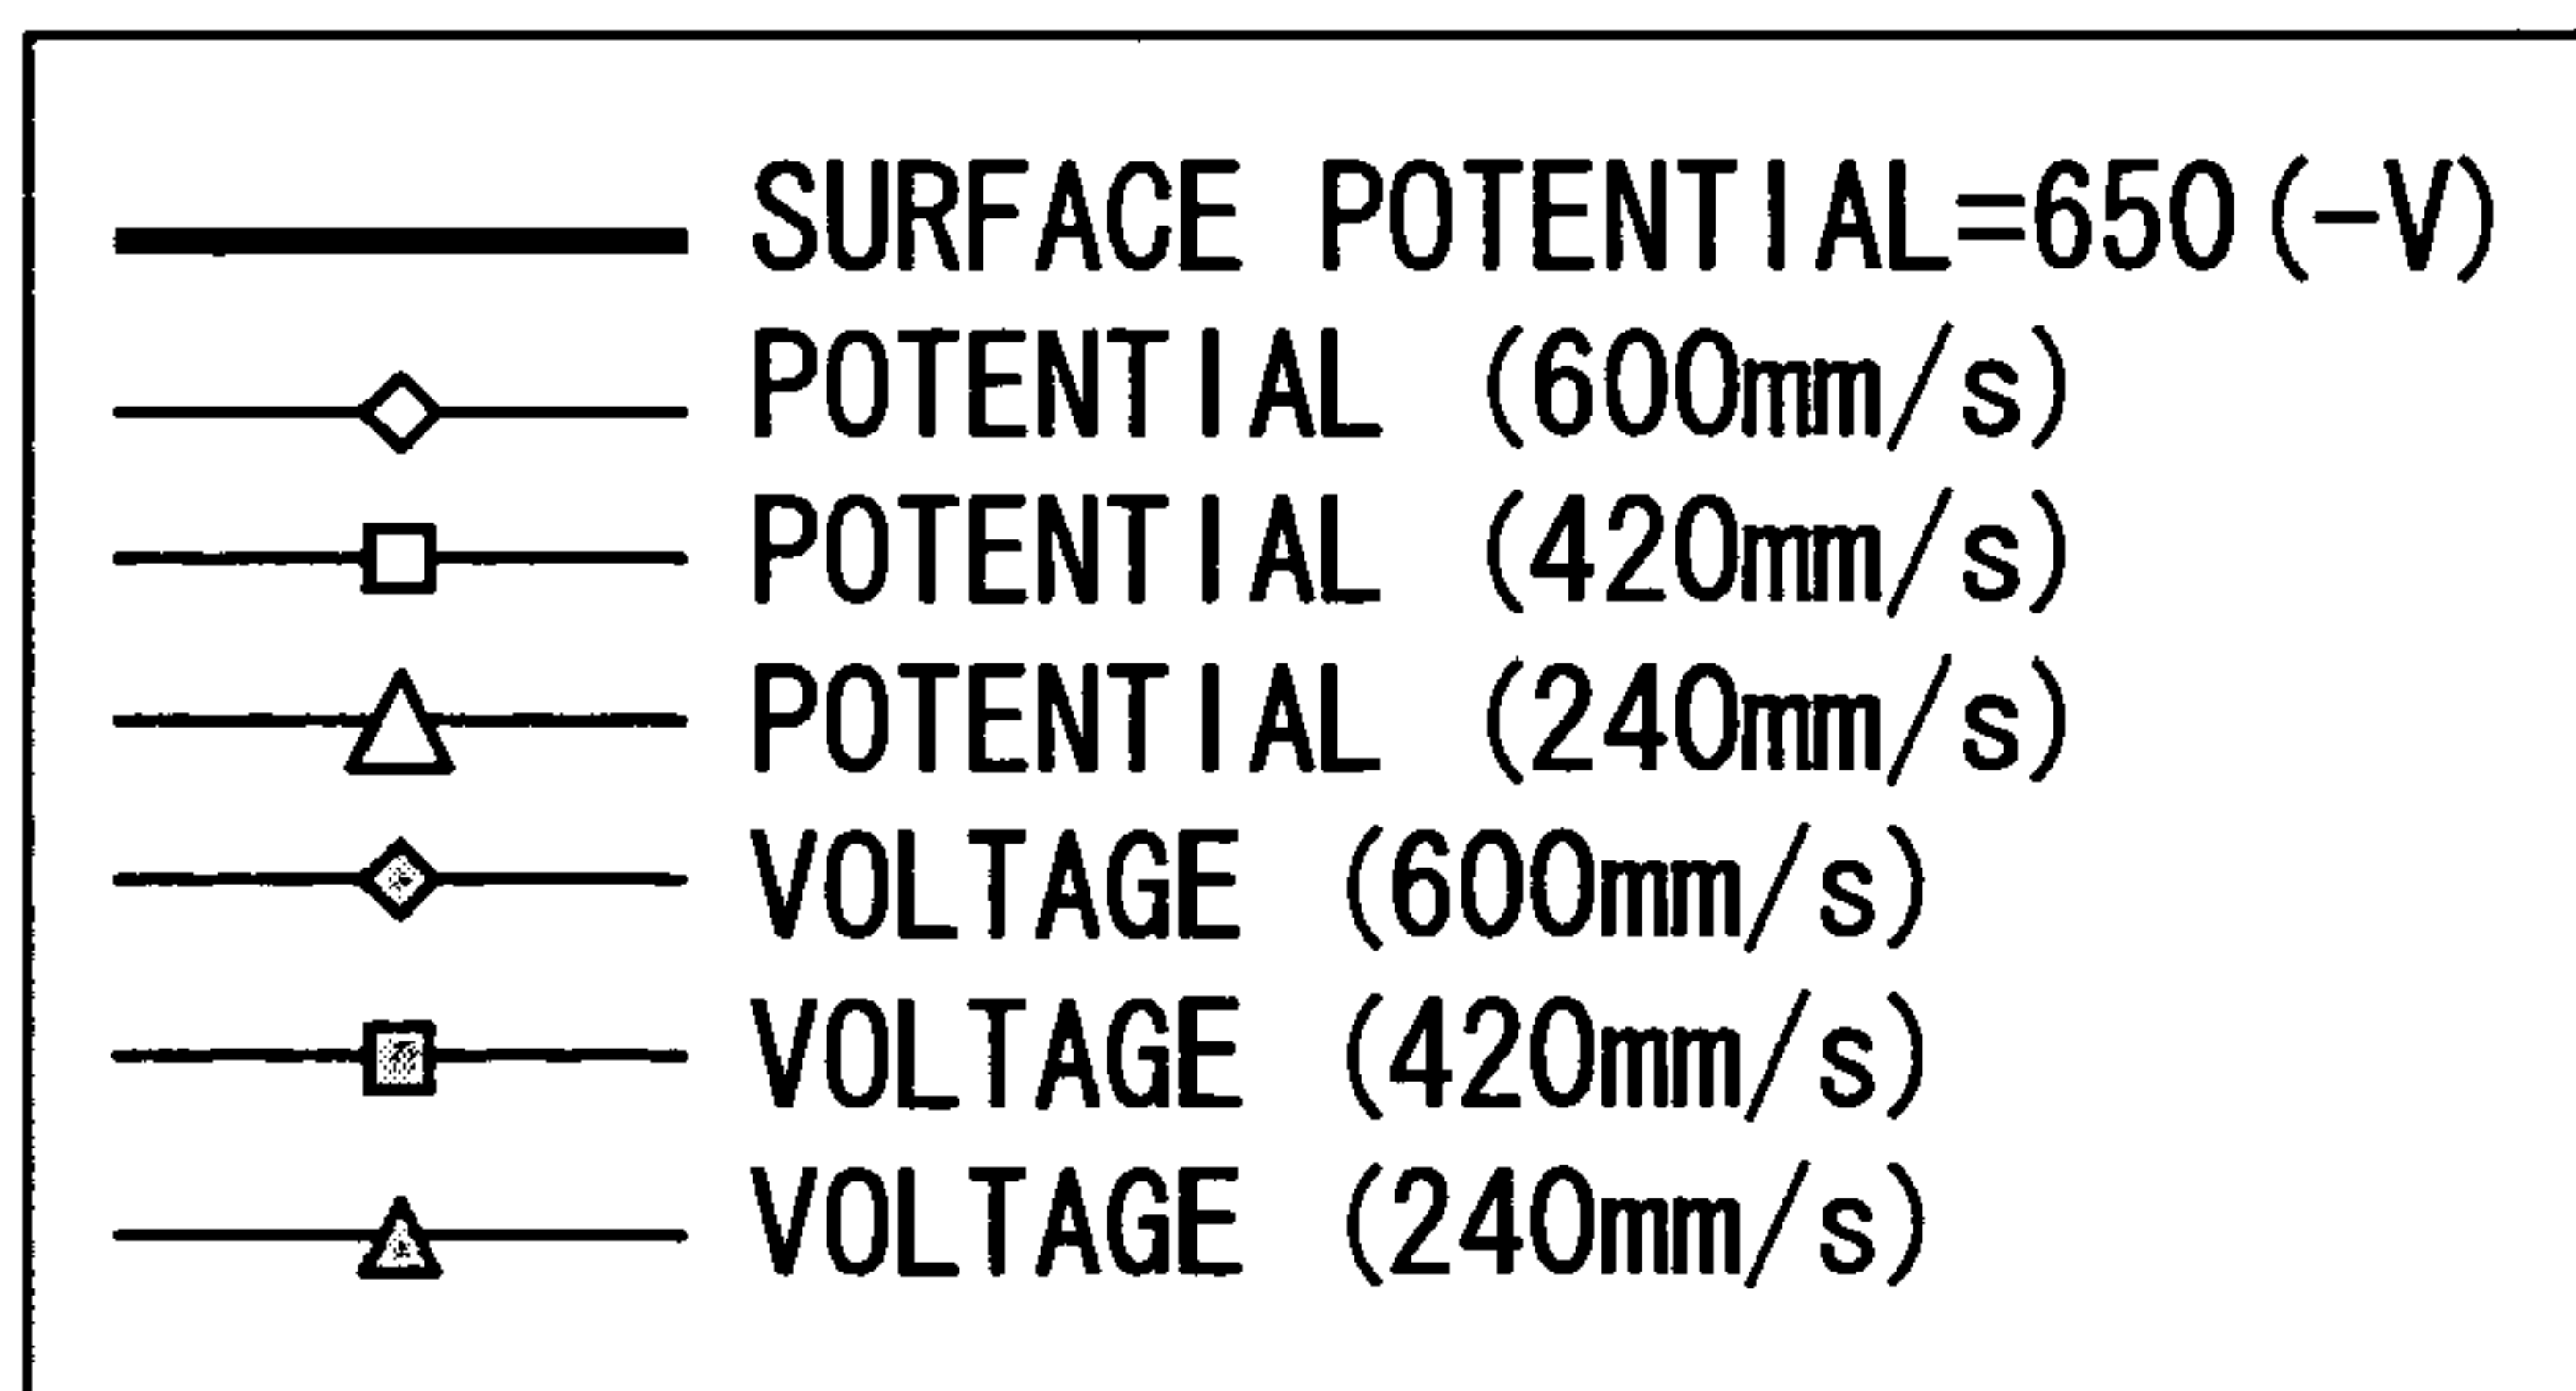 SURFACE POTENTIAL=650(-V)
POTENTIAL (600mm/s)
POTENTIAL (420mm/s)
POTENTIAL (240mm/s)
VOLTAGE (600mm/s)
VOLTAGE (420mm/s)
VOLTAGE (240mm/s)